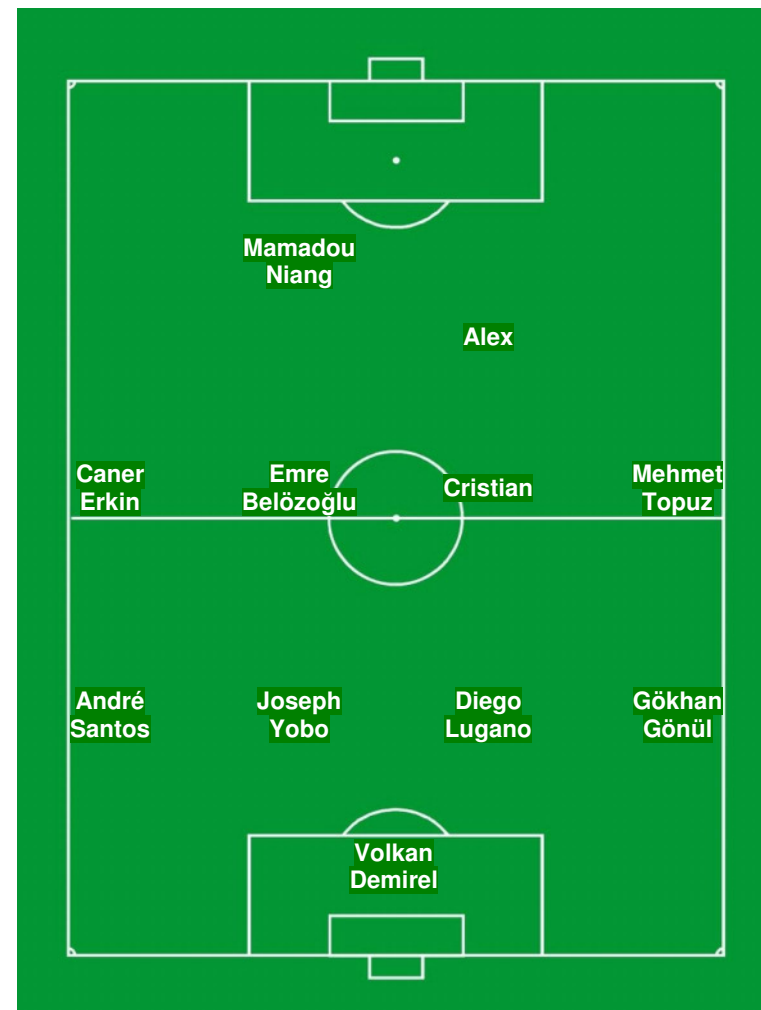 Mamadou
Niang
Alex
Caner
Erkin
Emre
Belözoğlu
Cristian
Mehmet
Topuz
André
Santos
Joseph
Yobo
Diego
Lugano
Gökhan
Gönül
Volkan
Demirel